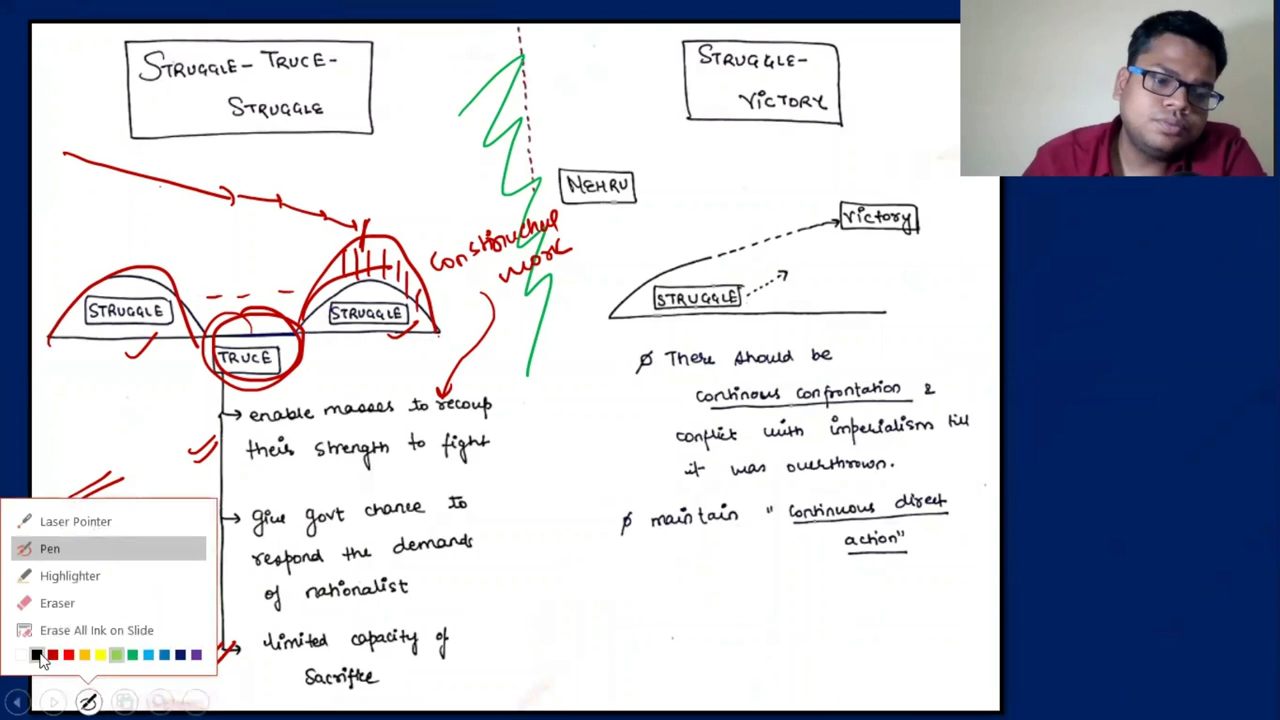 STRUGGLE- TRUCE-
STRUGGLE
STRUGGLE
TRUCE
STRUGGLE
constructual
work
enable masses to recoup
their strength to fight
give govt chance to
respond the demands
of nationalist
limited capacity of
Sacrifice
STRUGGLE-
VICTORY
NEHRU
Victory
STRUGGLE
There should be
continous confrontation &
conflict with imperialism till
it was overthrown.
maintain "continuous direct
action"
Laser Pointer
Pen
Highlighter
Eraser
Erase All Ink on Slide